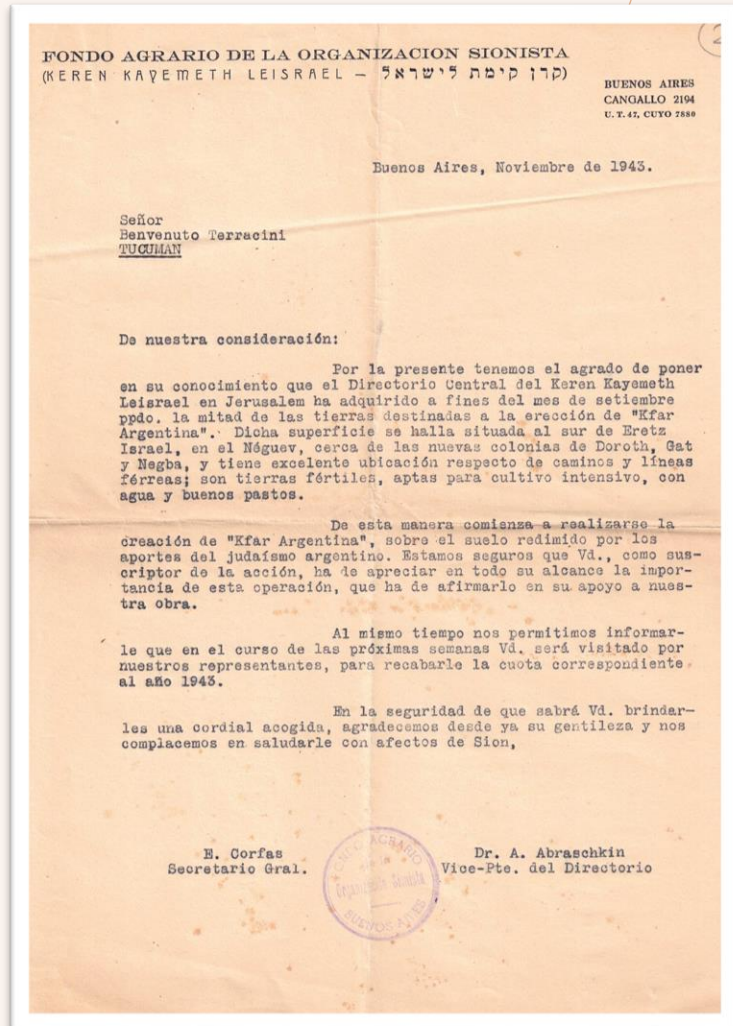 2
FONDO AGRARIO DE LA ORGANIZACION SIONISTA
(KEREN KAYEMETH LEISRAEL — קרן קימת לישראל)
BUENOS AIRES
CANGALLO 2194
U. T. 47, CUYO 7880
Buenos Aires, Noviembre de 1943.
Señor
Benvenuto Terracini
TUCUMAN
De nuestra consideración:
Por la presente tenemos el agrado de poner
en su conocimiento que el Directorio Central del Keren Kayemeth
Leisrael en Jerusalem ha adquirido a fines del mes de setiembre
ppdo. la mitad de las tierras destinadas a la erección de "Kfar
Argentina". Dicha superficie se halla situada al sur de Eretz
Israel, en el Néguev, cerca de las nuevas colonias de Doroth, Gat
y Negba, y tiene excelente ubicación respecto de caminos y líneas
férreas; son tierras fértiles, aptas para cultivo intensivo, con
agua y buenos pastos.
De esta manera comienza a realizarse la
creación de "Kfar Argentina", sobre el suelo redimido por los
aportes del judaísmo argentino. Estamos seguros que Vd., como sus-
criptor de la acción, ha de apreciar en todo su alcance la impor-
tancia de esta operación, que ha de afirmarlo en su apoyo a nues-
tra obra.
Al mismo tiempo nos permitimos informar-
le que en el curso de las próximas semanas Vd. será visitado por
nuestros representantes, para recabarle la cuota correspondiente
al año 1943.
En la seguridad de que sabrá Vd. brindar-
les una cordial acogida, agradecemos desde ya su gentileza y nos
complacemos en saludarle con afectos de Sion,
E. Corfas
Secretario Gral.
FONDO AGRARIO
de la
Organización Sionista
BUENOS AIRES
Dr. A. Abraschkin
Vice-Pte. del Directorio